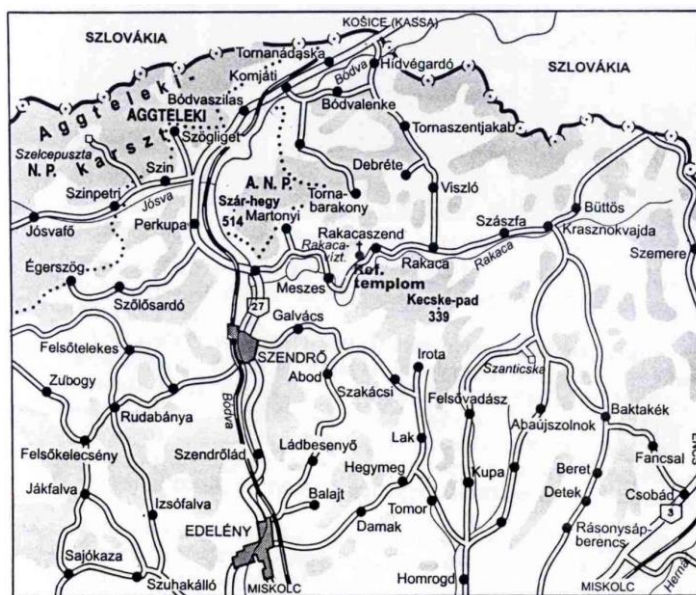 KOŠICE (KASSA)
SZLOVÁKIA
Tornanádaska
Hídvégardó
Komjáti
Bódva
SZLOVÁKIA
Aggteleki-
karszt
Bódvaszilas
Bódvalenke
AGGTELEKI
N. P.
Szögliget
Tornaszentjakab
Szelcepuszta
Debréte
Szin
A. N. P.
Torna-
barakony
Viszló
Szinpetri
Jósva
Szár-hegy
514
Martonyi
Büttös
Jósvafő
Perkupa
Rakacaszend
Szászfa
Krasznokvajda
Rakaca-
vízt.
Rakaca
Rakaca
Szemere
Égerszög
Ref.
templom
Meszes
Szőlősardó
27
Kecske-pad
339
Galvács
Felsőtelekes
SZENDRŐ
Irota
Szanticska
Abod
Szakácsi
Zubogy
Felsővadász
Bódva
Rudabánya
Abaújszolnok
Baktakék
Lak
Felsőkelecsény
Szendrőlád
Ládbesenyő
Fancsal
ENCS
Hegymeg
Kupa
Beret
Jákfalva
Izsófalva
Balajt
Detek
Csobád
Tomor
3
EDELÉNY
Damak
Rásonysáp-
berencs
Sajókaza
Szuhakálló
Homrogd
MISKOLC
MISKOLC
Herná